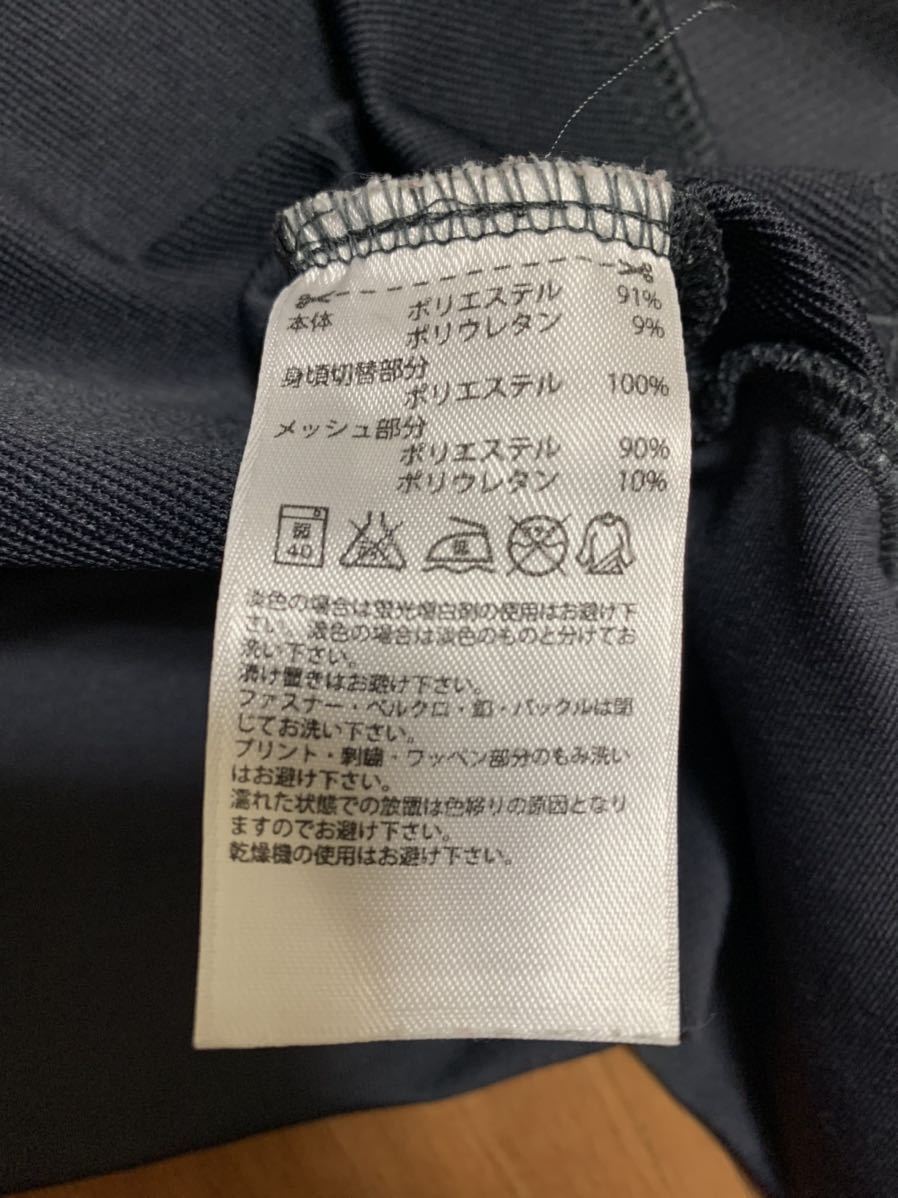 本体 ポリエステル 91%
ポリウレタン 9%
身頃切替部分
ポリエステル 100%
メッシュ部分
ポリエステル 90%
ポリウレタン 10%
40
淡色の場合は蛍光増白剤の使用はお避け下
さい。濃色の場合は淡色のものと分けてお
洗い下さい。
漬け置きはお避け下さい。
ファスナー・ベルクロ・釦・バックルは閉
じてお洗い下さい。
プリント・刺繍・ワッペン部分のもみ洗い
はお避け下さい。
濡れた状態での放置は色移りの原因となり
ますのでお避け下さい。
乾燥機の使用はお避け下さい。